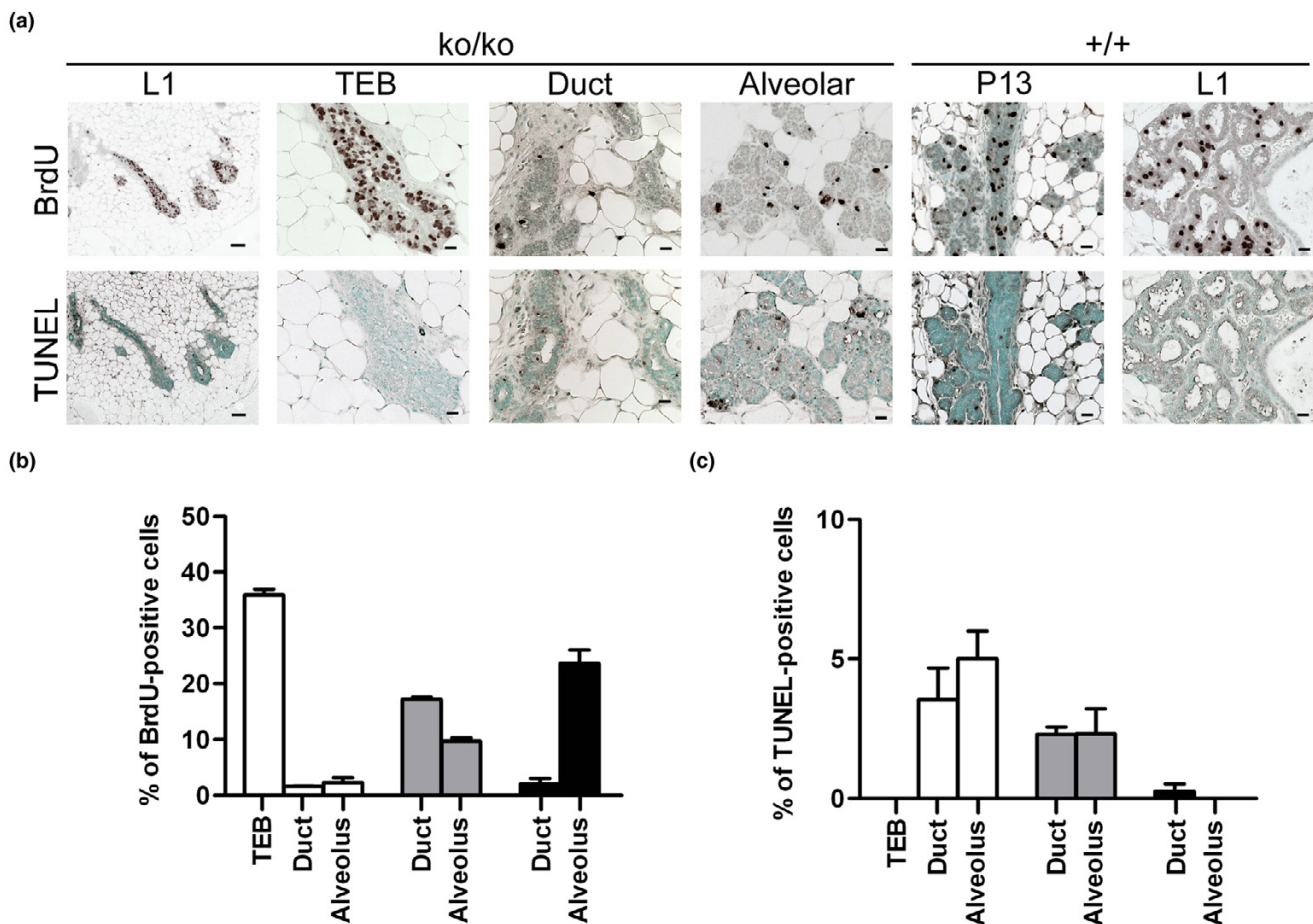 (a)
ko/ko +/+
L1 TEB Duct Alveolar P13 L1
BrdU
TUNEL
(b)
% of BrdU-positive cells
50
40
30
20
10
0
TEB
Duct
Alveolus
Duct
Alveolus
Duct
Alveolus
(c)
% of TUNEL-positive cells
10
5
0
TEB
Duct
Alveolus
Duct
Alveolus
Duct
Alveolus